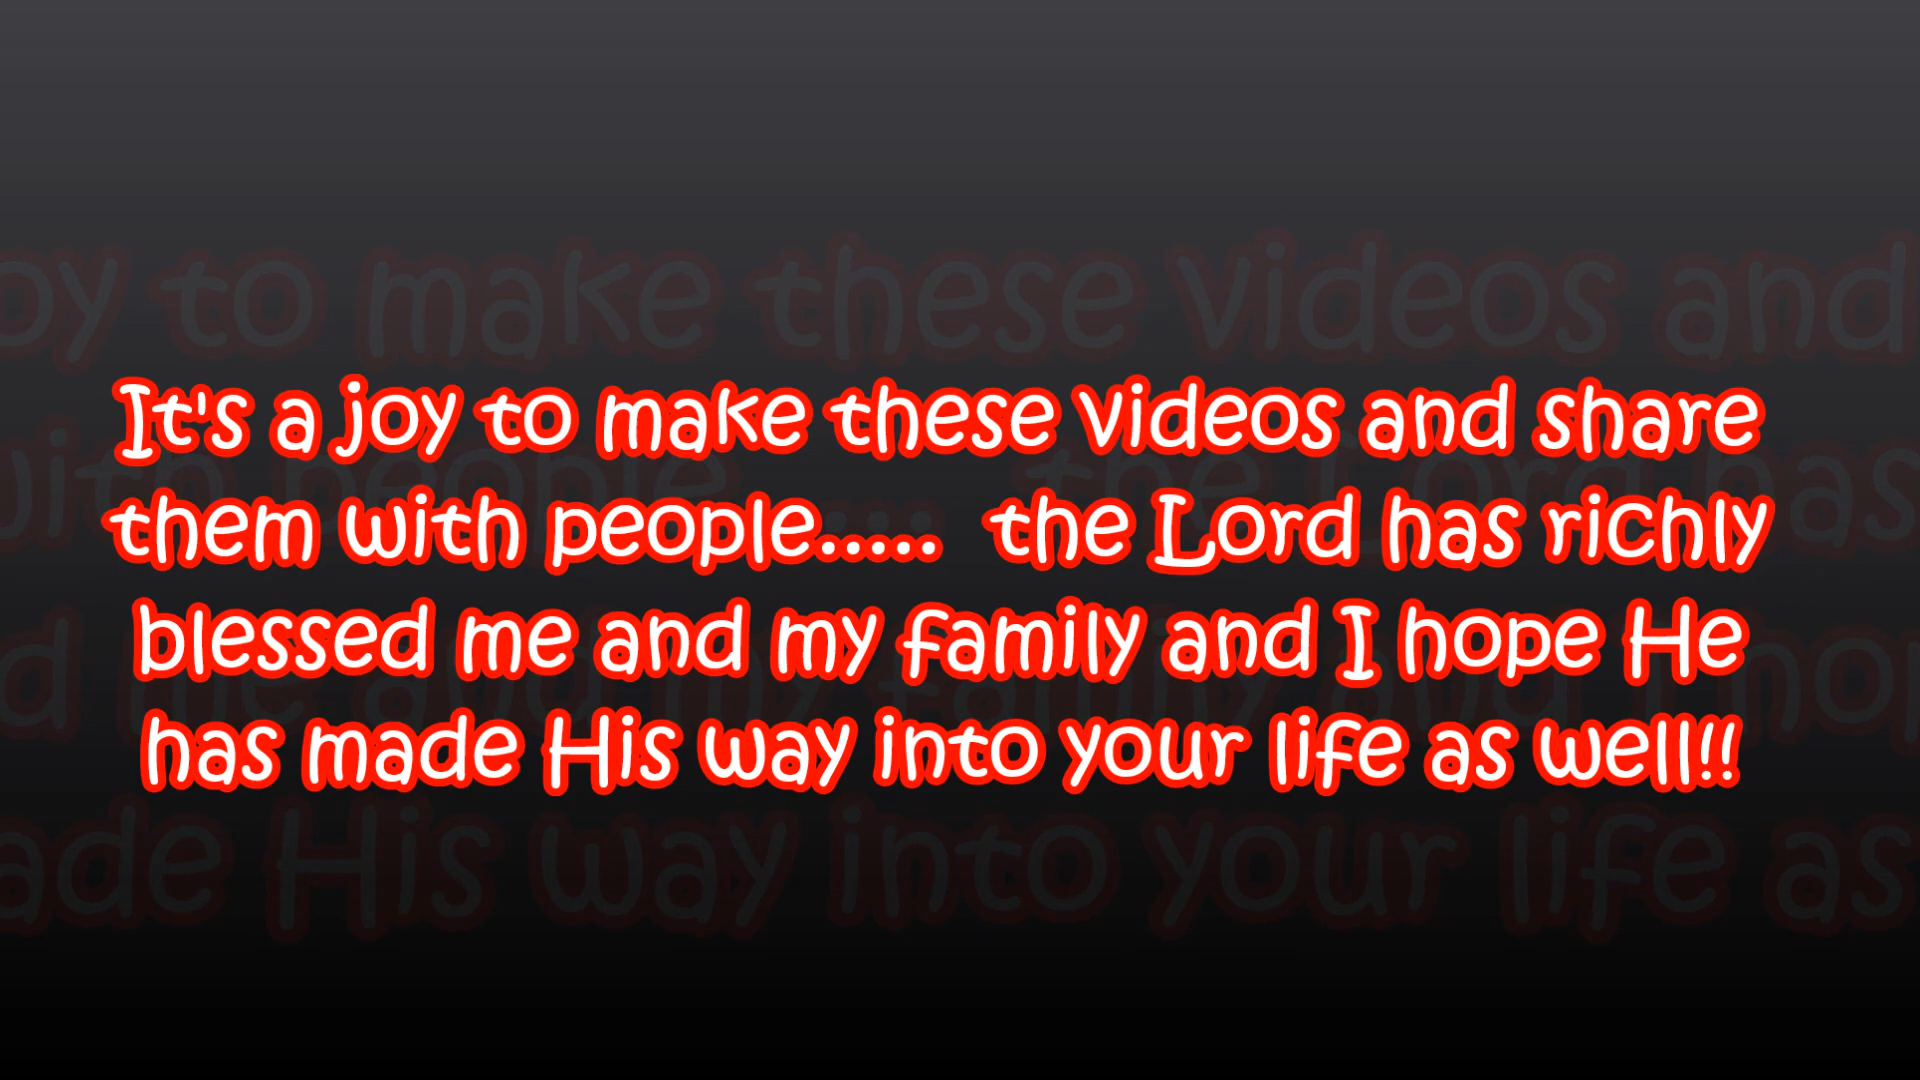 It's a joy to make these videos and share
them with people..... the Lord has richly
blessed me and my family and I hope He
has made His way into your life as well!!